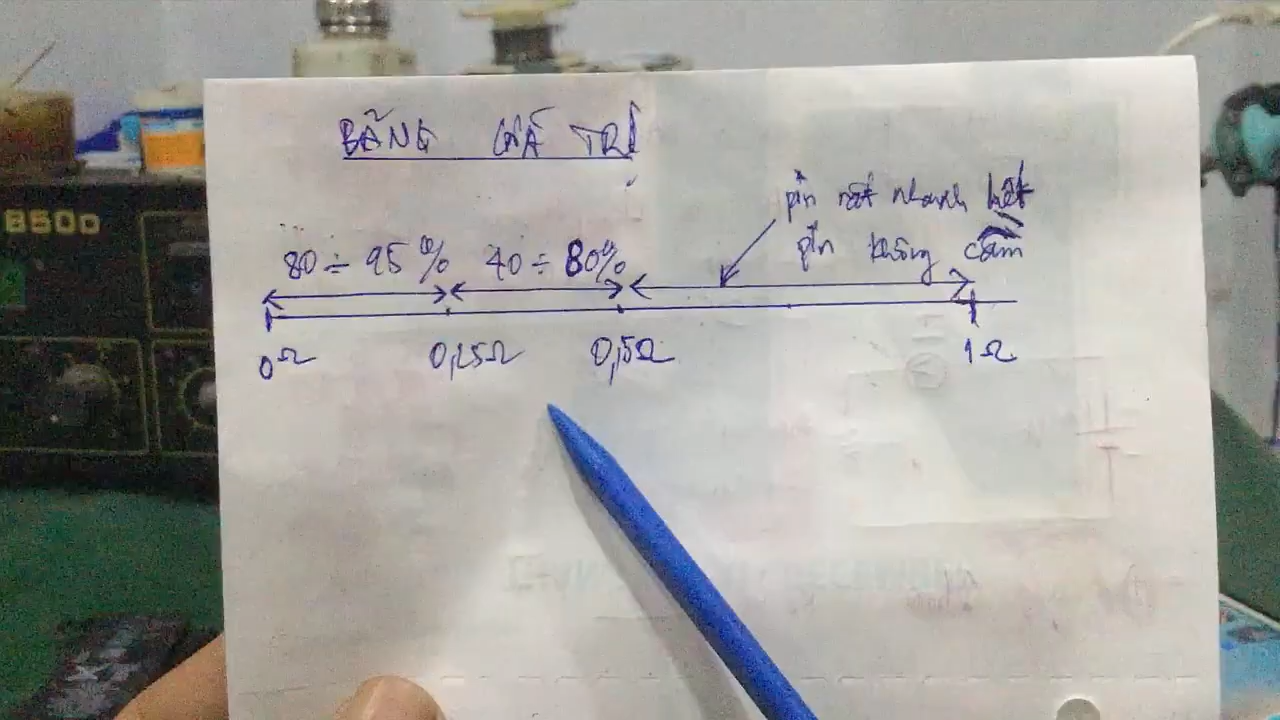 BẢNG GIÁ TRỊ
pin rất nhanh hết
80 ÷ 95% 40 ÷ 80% pin không cầm
0Ω 0,25Ω 0,5Ω 1Ω
850D